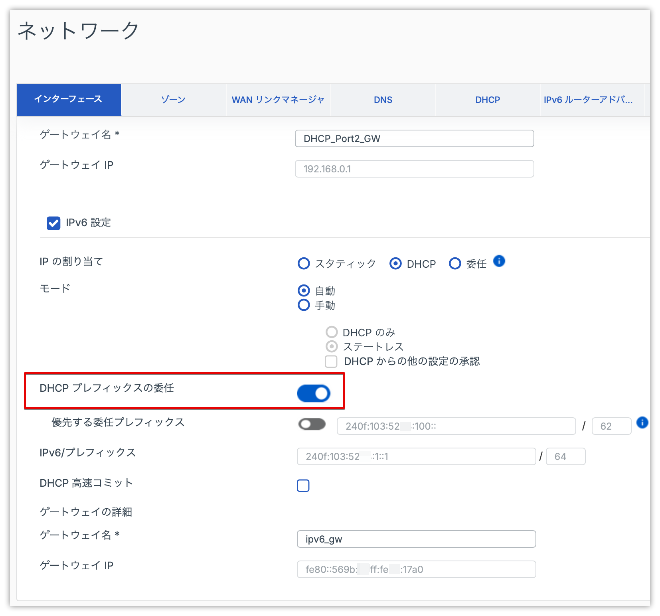 ネットワーク
インターフェース ゾーン WAN リンクマネージャ DNS DHCP IPv6 ルーターアドバ...
ゲートウェイ名 * DHCP_Port2_GW
ゲートウェイ IP 192.168.0.1
IPv6 設定
IP の割り当て スタティック DHCP 委任
モード 自動
手動
DHCP のみ
ステートレス
DHCP からの他の設定の承認
DHCP プレフィックスの委任
優先する委任プレフィックス 240f:103:52 :100:: / 62
IPv6/プレフィックス 240f:103:52 :1::1 / 64
DHCP 高速コミット
ゲートウェイの詳細
ゲートウェイ名 * ipv6_gw
ゲートウェイ IP fe80::569b: ff:fe :17a0